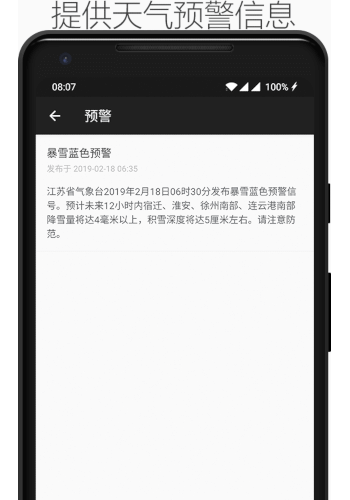 提供天气预警信息
08:07
100%
预警
暴雪蓝色预警
发布于 2019-02-18 06:35
江苏省气象台2019年2月18日06时30分发布暴雪蓝色预警信
号。预计未来12小时内宿迁、淮安、徐州南部、连云港南部
降雪量将达4毫米以上，积雪深度将达5厘米左右。请注意防
范。